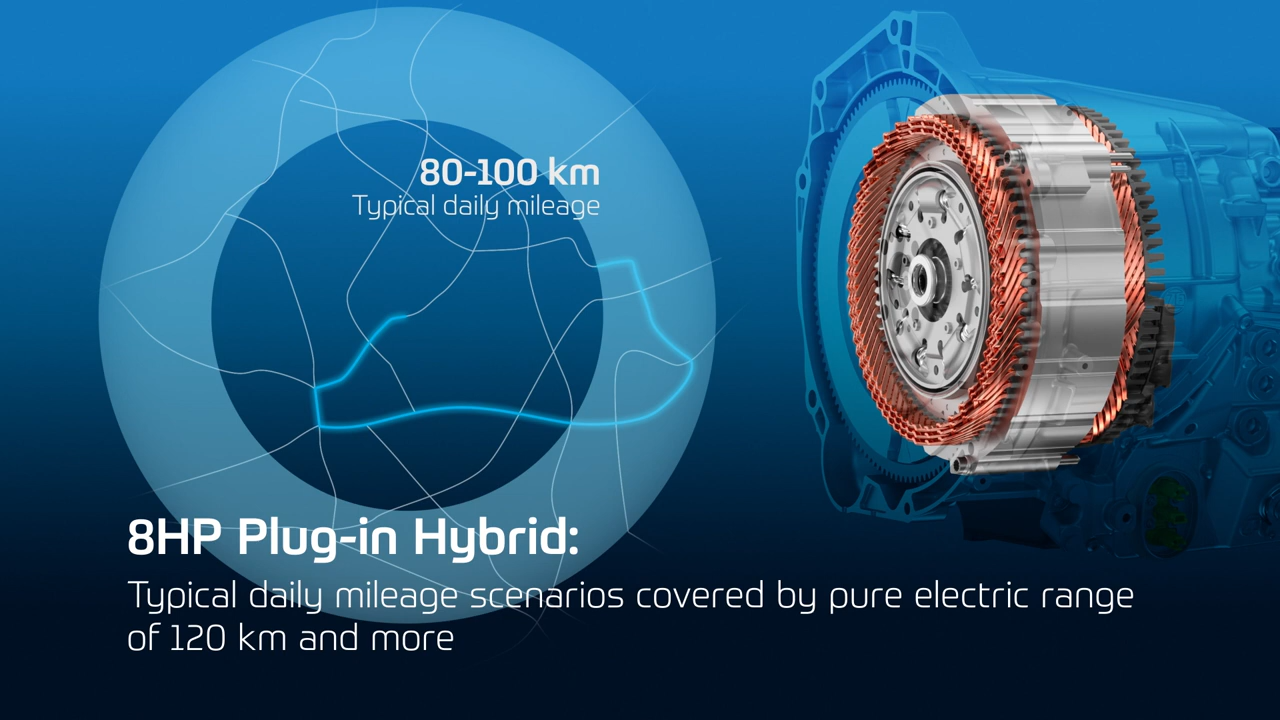 80-100 km
Typical daily mileage
8HP Plug-in Hybrid:
Typical daily mileage scenarios covered by pure electric range
of 120 km and more